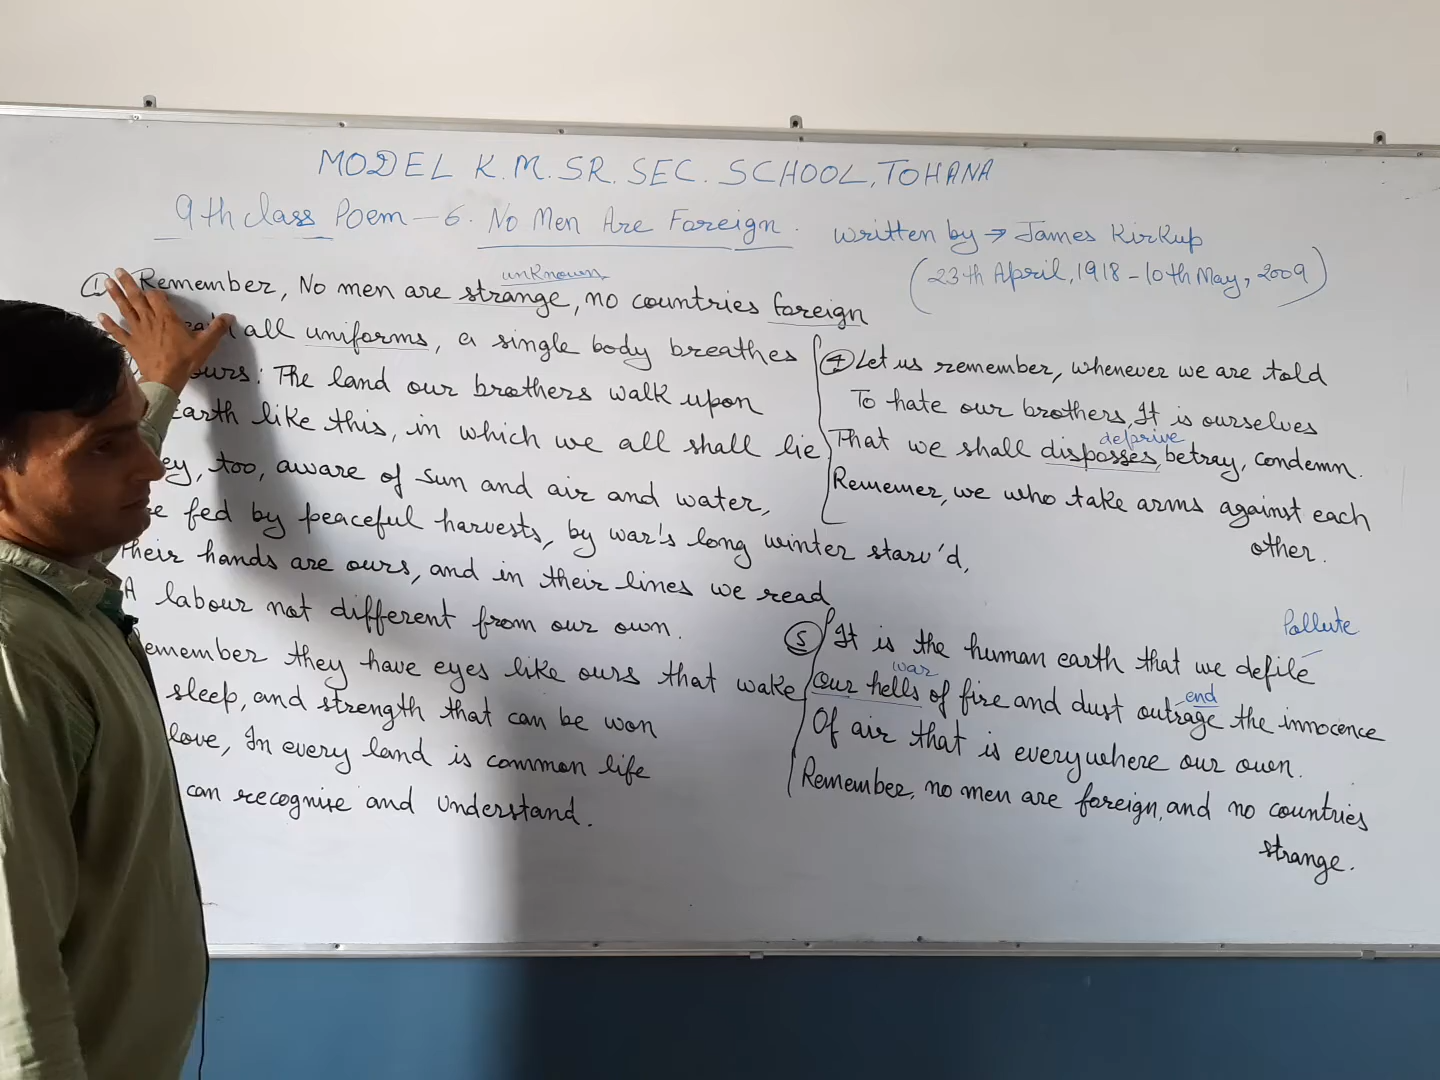 MODEL K.M. SR. SEC. SCHOOL, TOHANA
9th class Poem - 6. No Men Are Foreign. written by → James Kirkup
(23th April, 1918 - 10th May, 2009)
unknown
① Remember, No men are strange, no countries foreign
all uniforms, a single body breathes
ours: The land our brothers walk upon
Earth like this, in which we all shall lie
too, aware of sun and air and water,
fed by peaceful harvests, by war's long winter starv'd,
Their hands are ours, and in their lines we read
A labour not different from our own.
they have eyes like ours that wake
sleep, and strength that can be won
love, In every land is common life
can recognise and understand.
④ Let us remember, whenever we are told
To hate our brothers, It is ourselves
deprive
That we shall disposses, betray, condemn.
Rememer, we who take arms against each
other.
Pollute
⑤ It is the human earth that we defile
war
end
Our hells of fire and dust outrage the innocence
Of air that is everywhere our own.
Remember, no men are foreign, and no countries
strange.